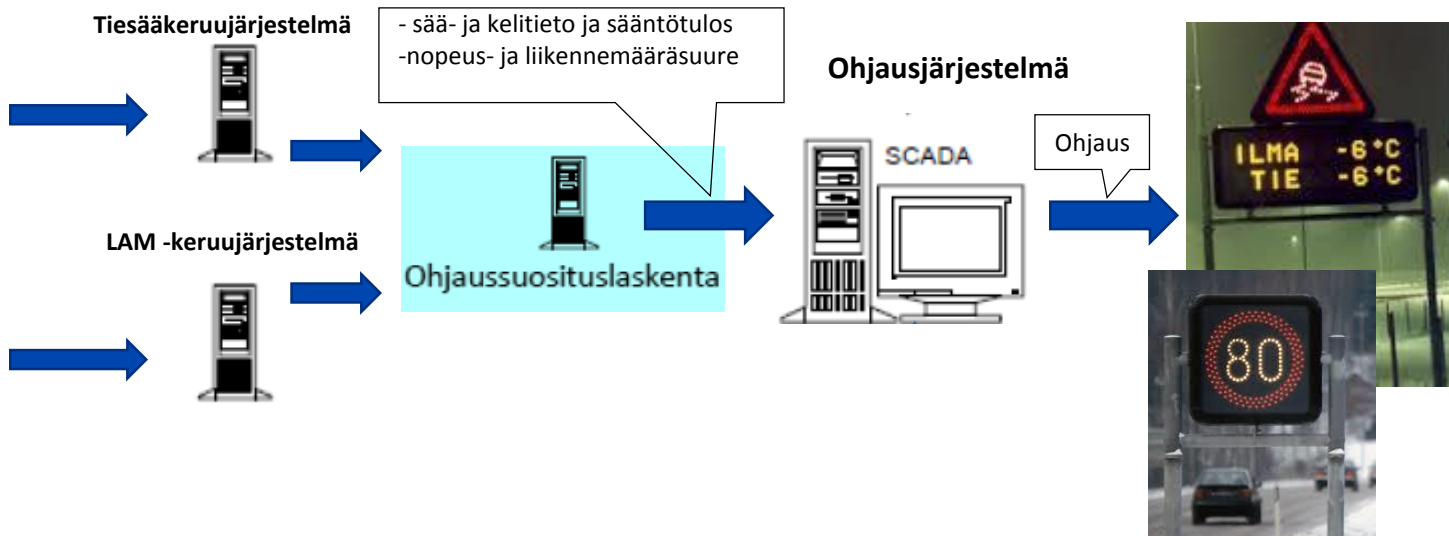 Tiesääkeruujärjestelmä
- sää- ja kelitieto ja sääntötulos
-nopeus- ja liikennemääräsuure
Ohjausjärjestelmä
SCADA
Ohjaus
ILMA -6°C
TIE -6°C
LAM -keruujärjestelmä
Ohjaussuosituslaskenta
80